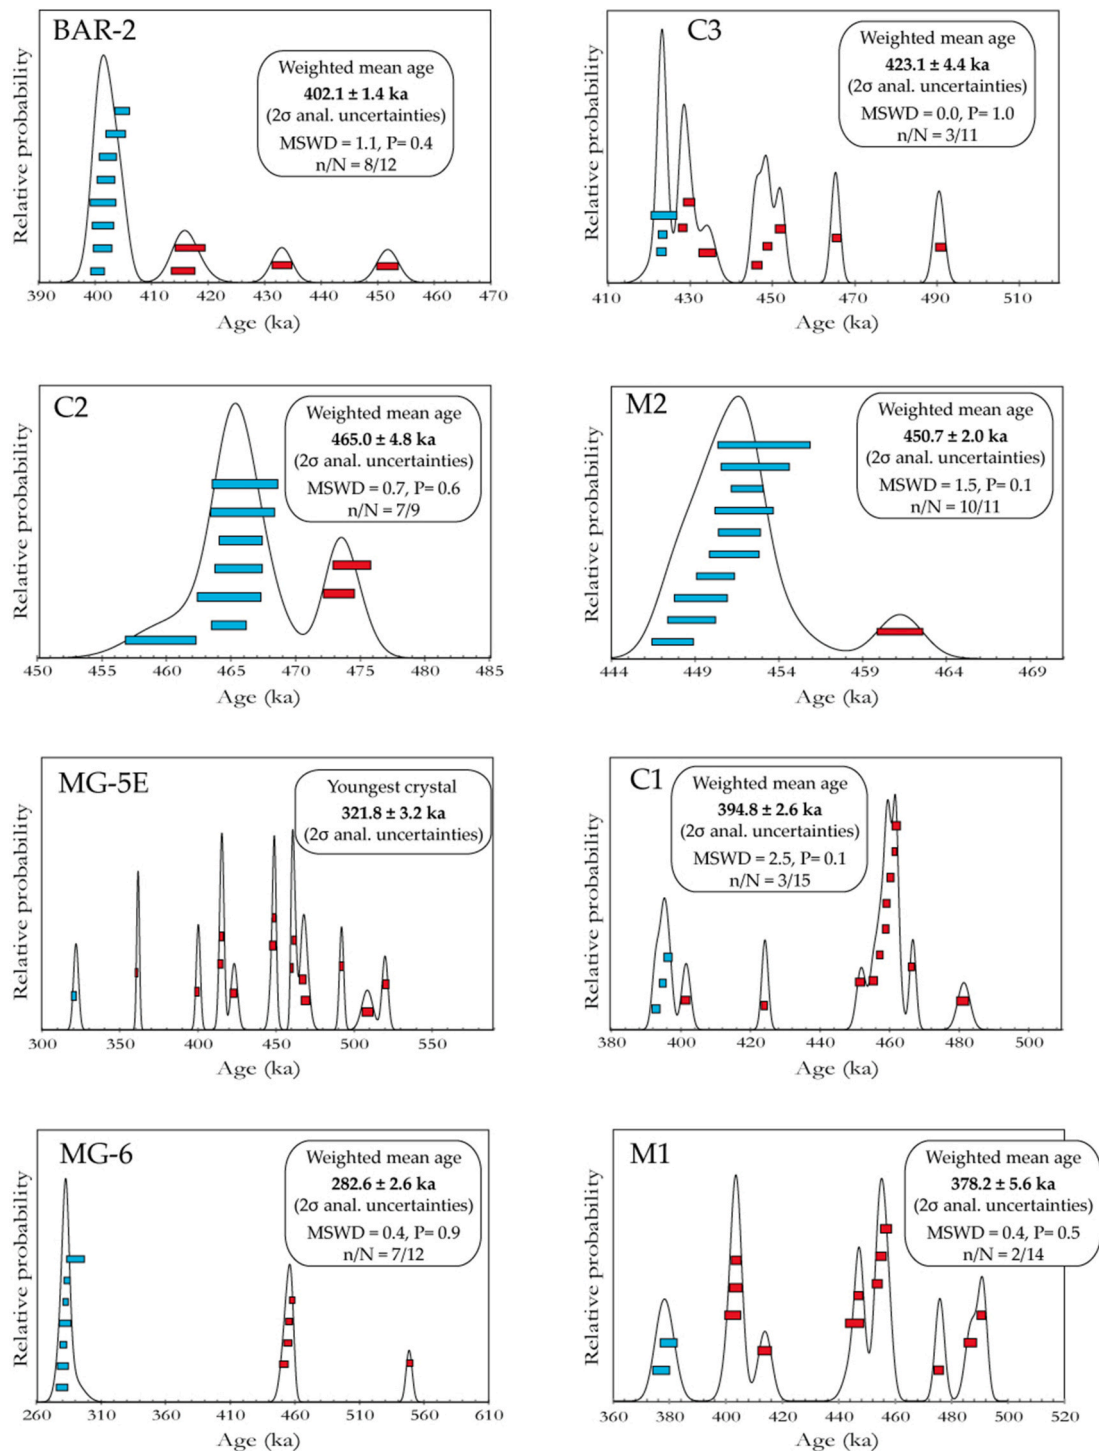 BAR-2
Relative probability
Weighted mean age
402.1 ± 1.4 ka
(2σ anal. uncertainties)
MSWD = 1.1, P= 0.4
n/N = 8/12
390 400 410 420 430 440 450 460 470
Age (ka)
C3
Relative probability
Weighted mean age
423.1 ± 4.4 ka
(2σ anal. uncertainties)
MSWD = 0.0, P= 1.0
n/N = 3/11
410 430 450 470 490 510
Age (ka)
C2
Relative probability
Weighted mean age
465.0 ± 4.8 ka
(2σ anal. uncertainties)
MSWD = 0.7, P= 0.6
n/N = 7/9
450 455 460 465 470 475 480 485
Age (ka)
M2
Relative probability
Weighted mean age
450.7 ± 2.0 ka
(2σ anal. uncertainties)
MSWD = 1.5, P= 0.1
n/N = 10/11
444 449 454 459 464 469
Age (ka)
MG-5E
Relative probability
Youngest crystal
321.8 ± 3.2 ka
(2σ anal. uncertainties)
300 350 400 450 500 550
Age (ka)
C1
Relative probability
Weighted mean age
394.8 ± 2.6 ka
(2σ anal. uncertainties)
MSWD = 2.5, P= 0.1
n/N = 3/15
380 400 420 440 460 480 500
Age (ka)
MG-6
Relative probability
Weighted mean age
282.6 ± 2.6 ka
(2σ anal. uncertainties)
MSWD = 0.4, P= 0.9
n/N = 7/12
260 310 360 410 460 510 560 610
Age (ka)
M1
Relative probability
Weighted mean age
378.2 ± 5.6 ka
(2σ anal. uncertainties)
MSWD = 0.4, P= 0.5
n/N = 2/14
360 380 400 420 440 460 480 500 520
Age (ka)